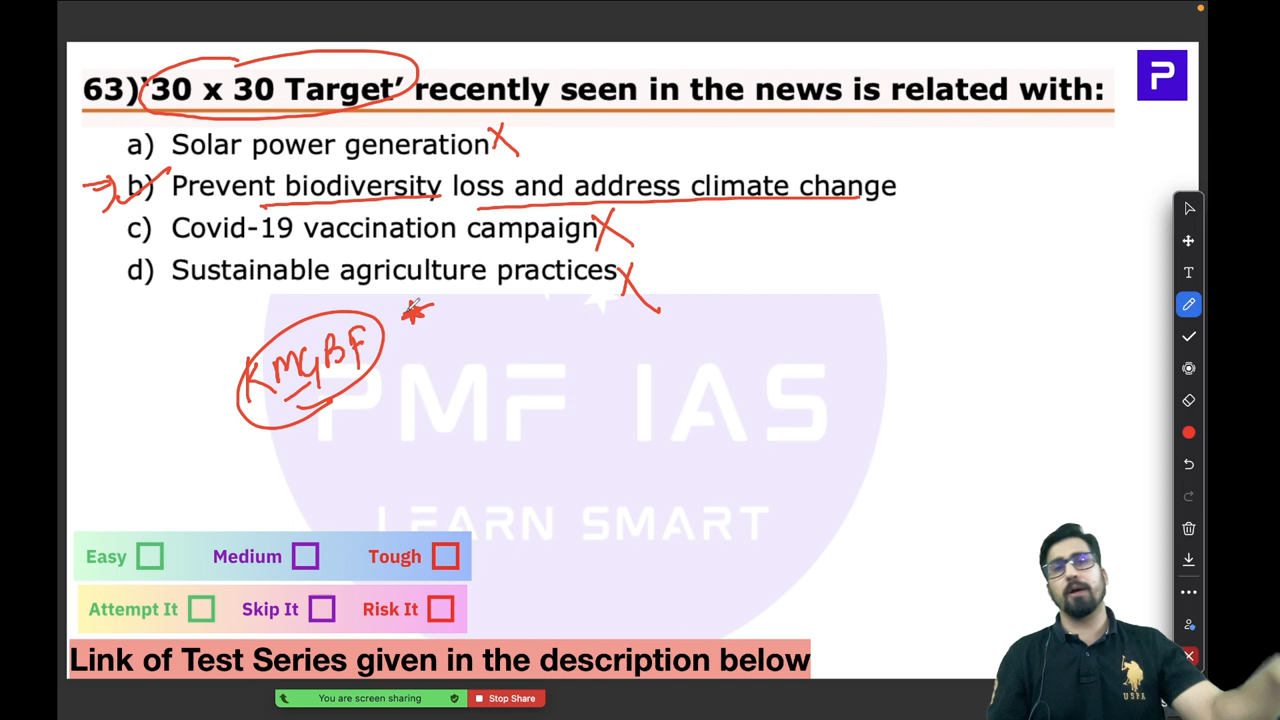 63)‘30 x 30 Target’ recently seen in the news is related with:
a) Solar power generation
b) Prevent biodiversity loss and address climate change
c) Covid-19 vaccination campaign
d) Sustainable agriculture practices
KMGBF
PMF IAS
LEARN SMART
Easy Medium Tough
Attempt It Skip It Risk It
Link of Test Series given in the description below
You are screen sharing Stop Share
P
T
USPA